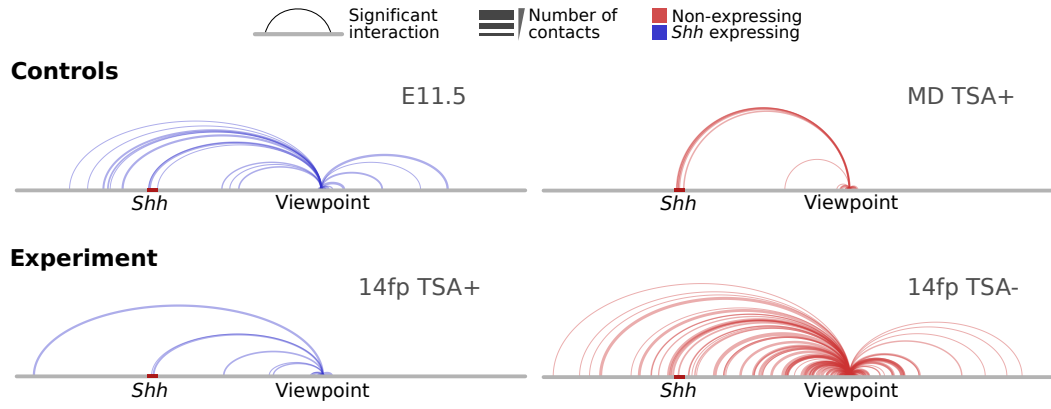 Significant
interaction
Number of
contacts
Non-expressing
Shh expressing
Controls
E11.5
MD TSA+
Shh
Viewpoint
Shh
Viewpoint
Experiment
14fp TSA+
14fp TSA-
Shh
Viewpoint
Shh
Viewpoint